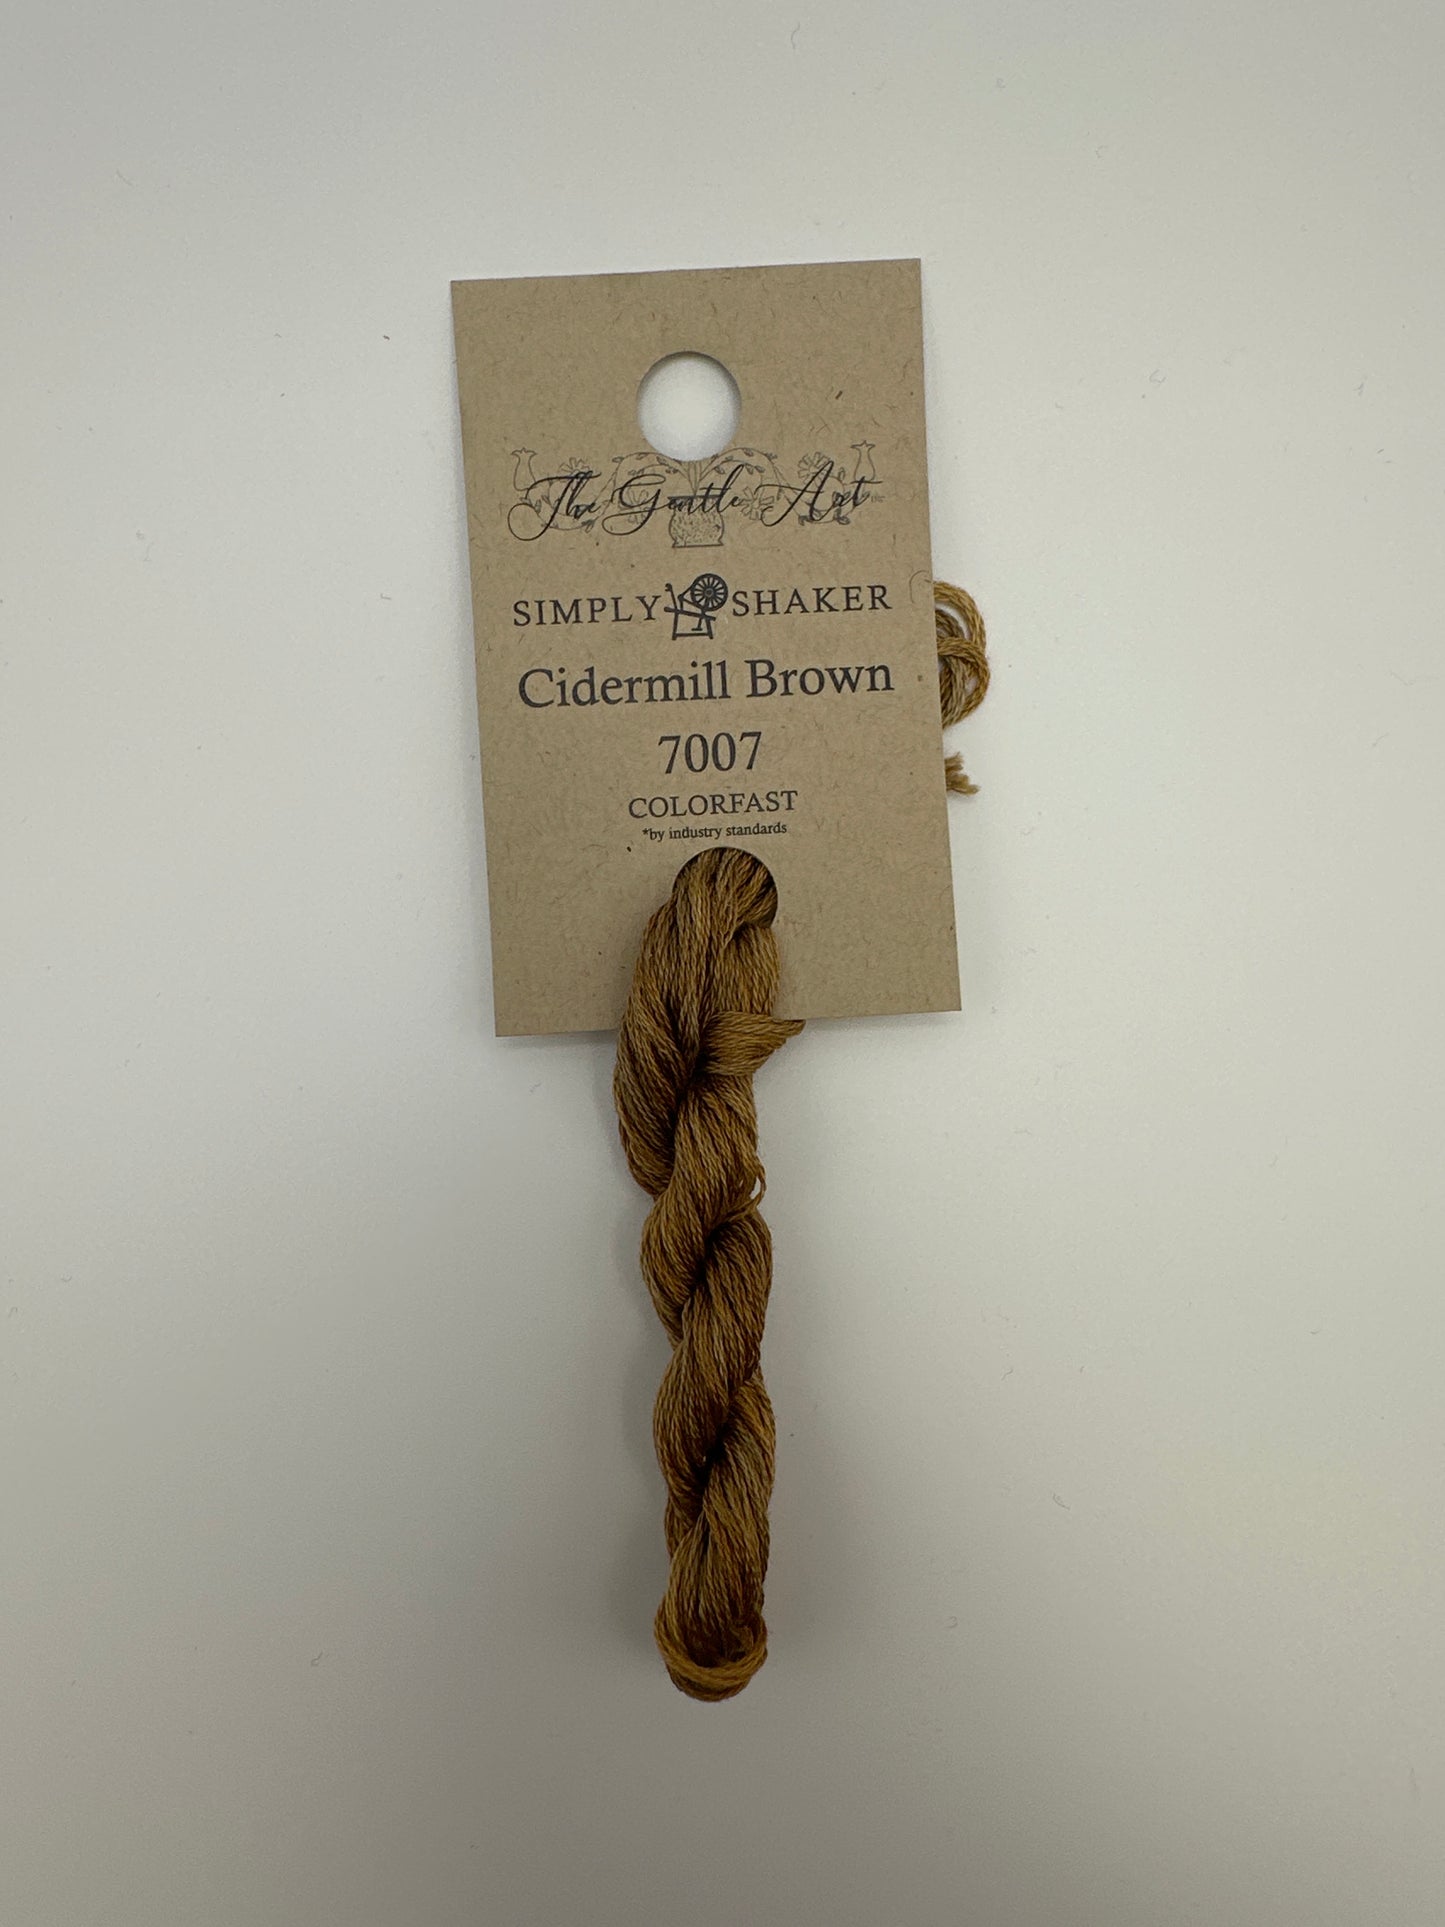 The Gentle Art
SIMPLY SHAKER
Cidermill Brown
7007
COLORFAST
*by industry standards